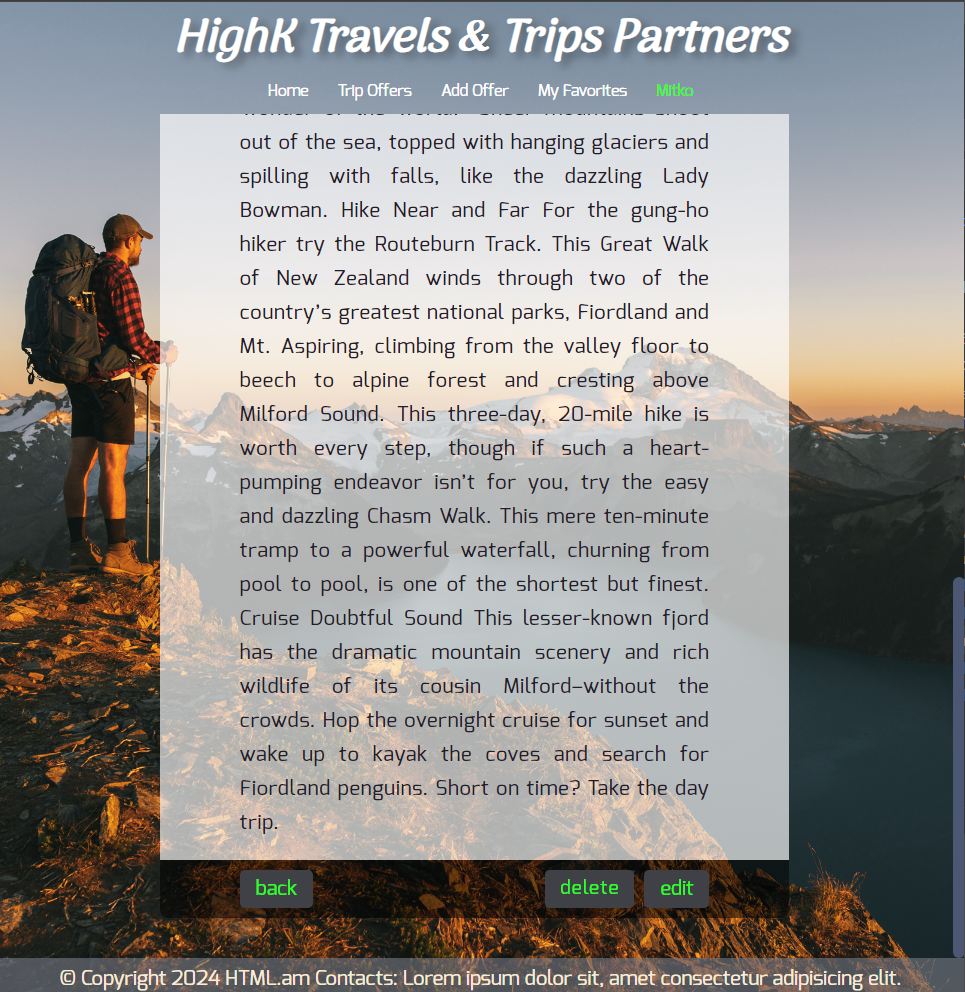 HighK Travels & Trips Partners
Home Trip Offers Add Offer My Favorites Mitko
wonder of the world." Sheer mountains shoot
out of the sea, topped with hanging glaciers and
spilling with falls, like the dazzling Lady
Bowman. Hike Near and Far For the gung-ho
hiker try the Routeburn Track. This Great Walk
of New Zealand winds through two of the
country’s greatest national parks, Fiordland and
Mt. Aspiring, climbing from the valley floor to
beech to alpine forest and cresting above
Milford Sound. This three-day, 20-mile hike is
worth every step, though if such a heart-
pumping endeavor isn’t for you, try the easy
and dazzling Chasm Walk. This mere ten-minute
tramp to a powerful waterfall, churning from
pool to pool, is one of the shortest but finest.
Cruise Doubtful Sound This lesser-known fjord
has the dramatic mountain scenery and rich
wildlife of its cousin Milford–without the
crowds. Hop the overnight cruise for sunset and
wake up to kayak the coves and search for
Fiordland penguins. Short on time? Take the day
trip.
back delete edit
© Copyright 2024 HTML.am Contacts: Lorem ipsum dolor sit, amet consectetur adipisicing elit.